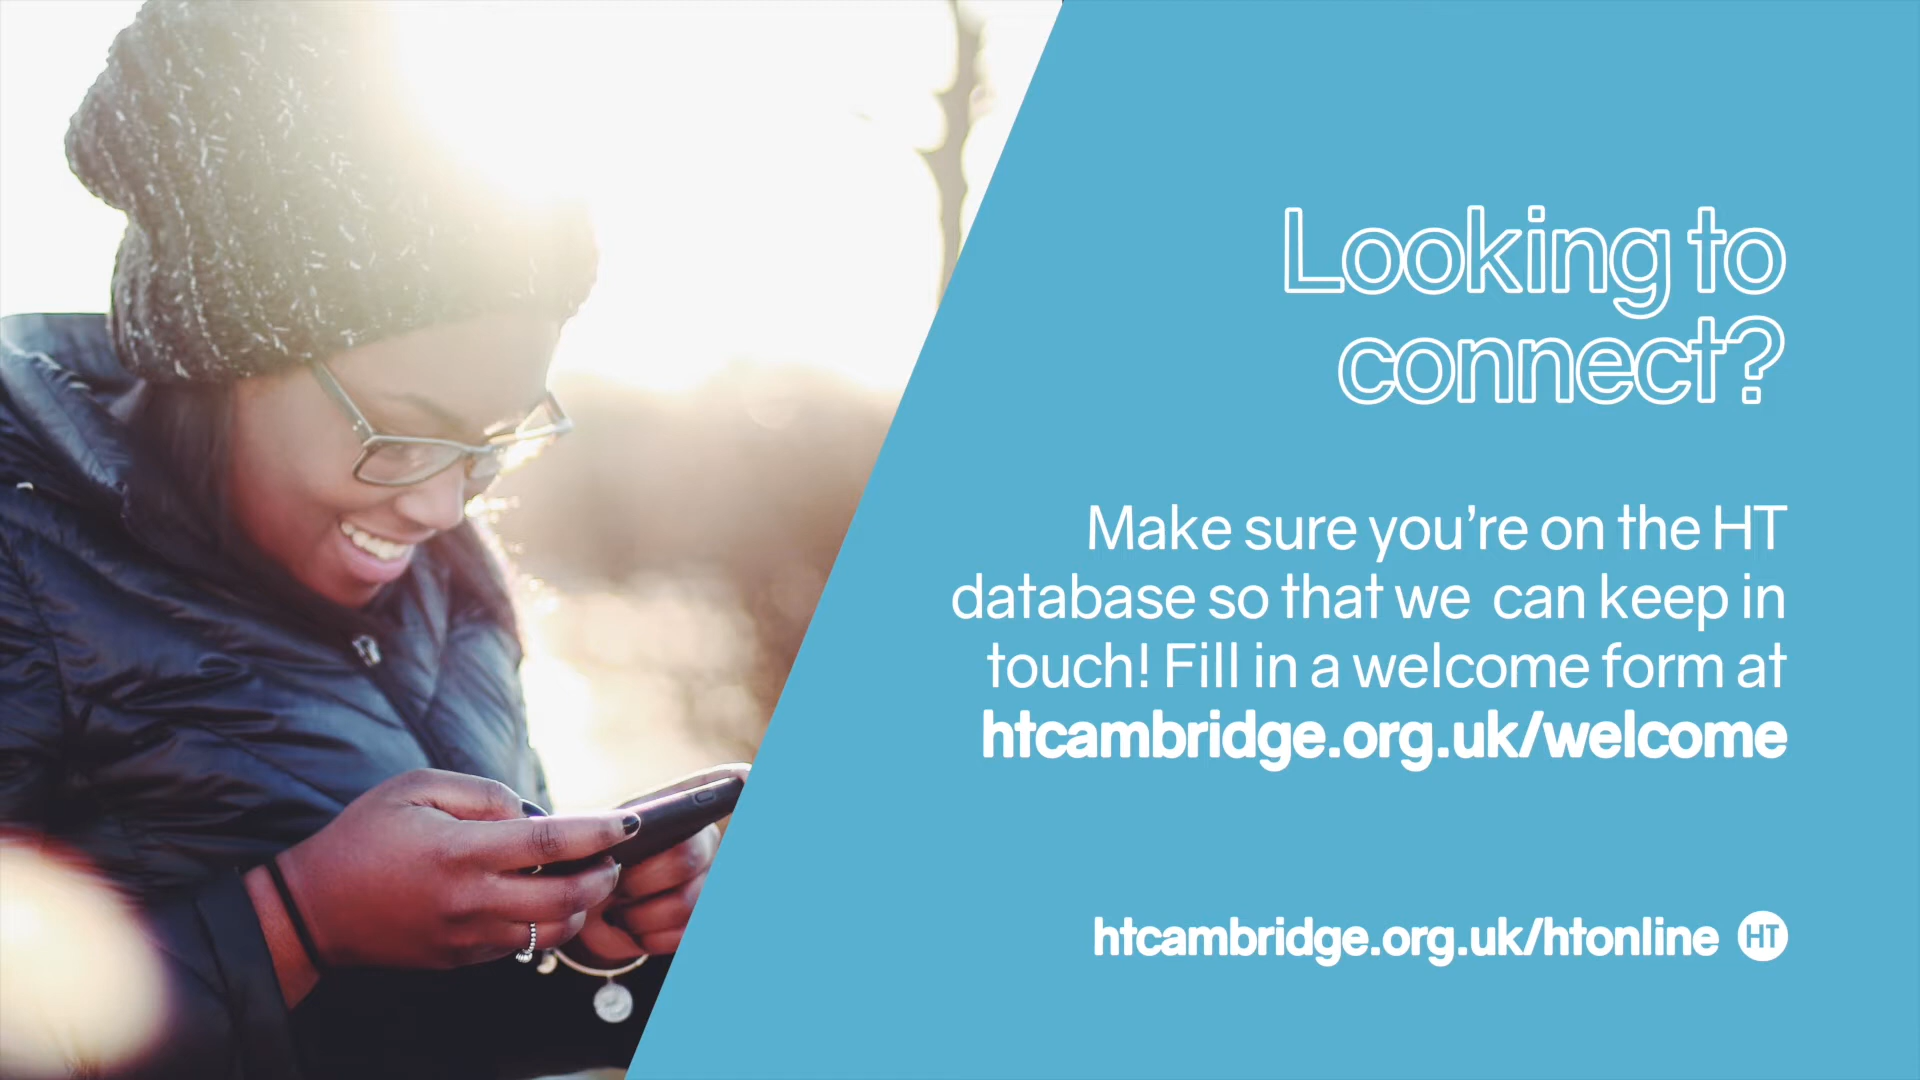 Looking to
connect?
Make sure you’re on the HT
database so that we can keep in
touch! Fill in a welcome form at
htcambridge.org.uk/welcome
htcambridge.org.uk/htonline HT